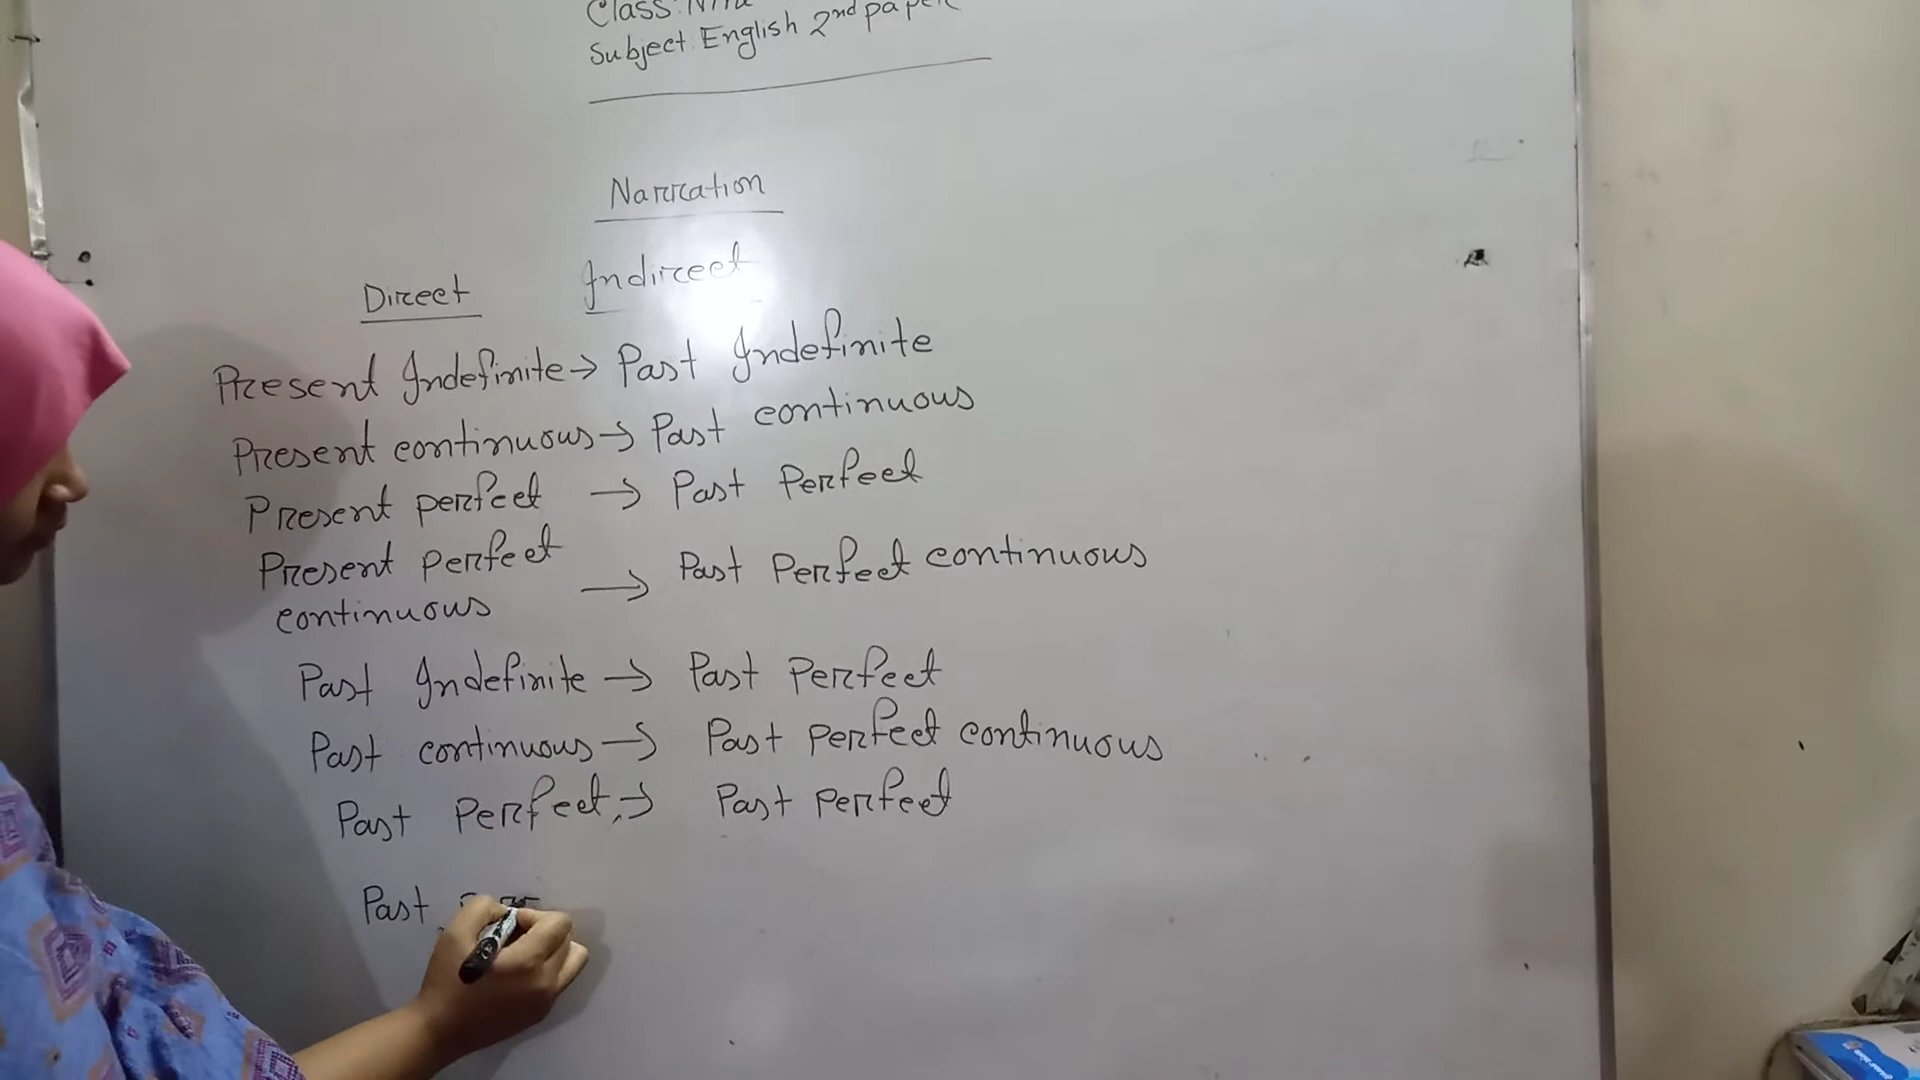 Class: Nine
Subject: English 2nd paper
Narration
Direct Indirect
Present Indefinite → Past Indefinite
Present continuous → Past continuous
Present perfect → Past Perfect
Present perfect
continuous → Past Perfect continuous
Past Indefinite → Past Perfect
Past continuous → Past perfect continuous
Past Perfect → Past perfect
Past